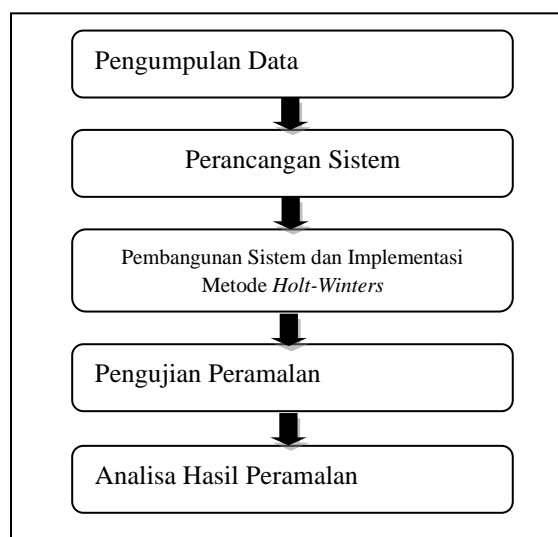 Pengumpulan Data
Perancangan Sistem
Pembangunan Sistem dan Implementasi
Metode Holt-Winters
Pengujian Peramalan
Analisa Hasil Peramalan